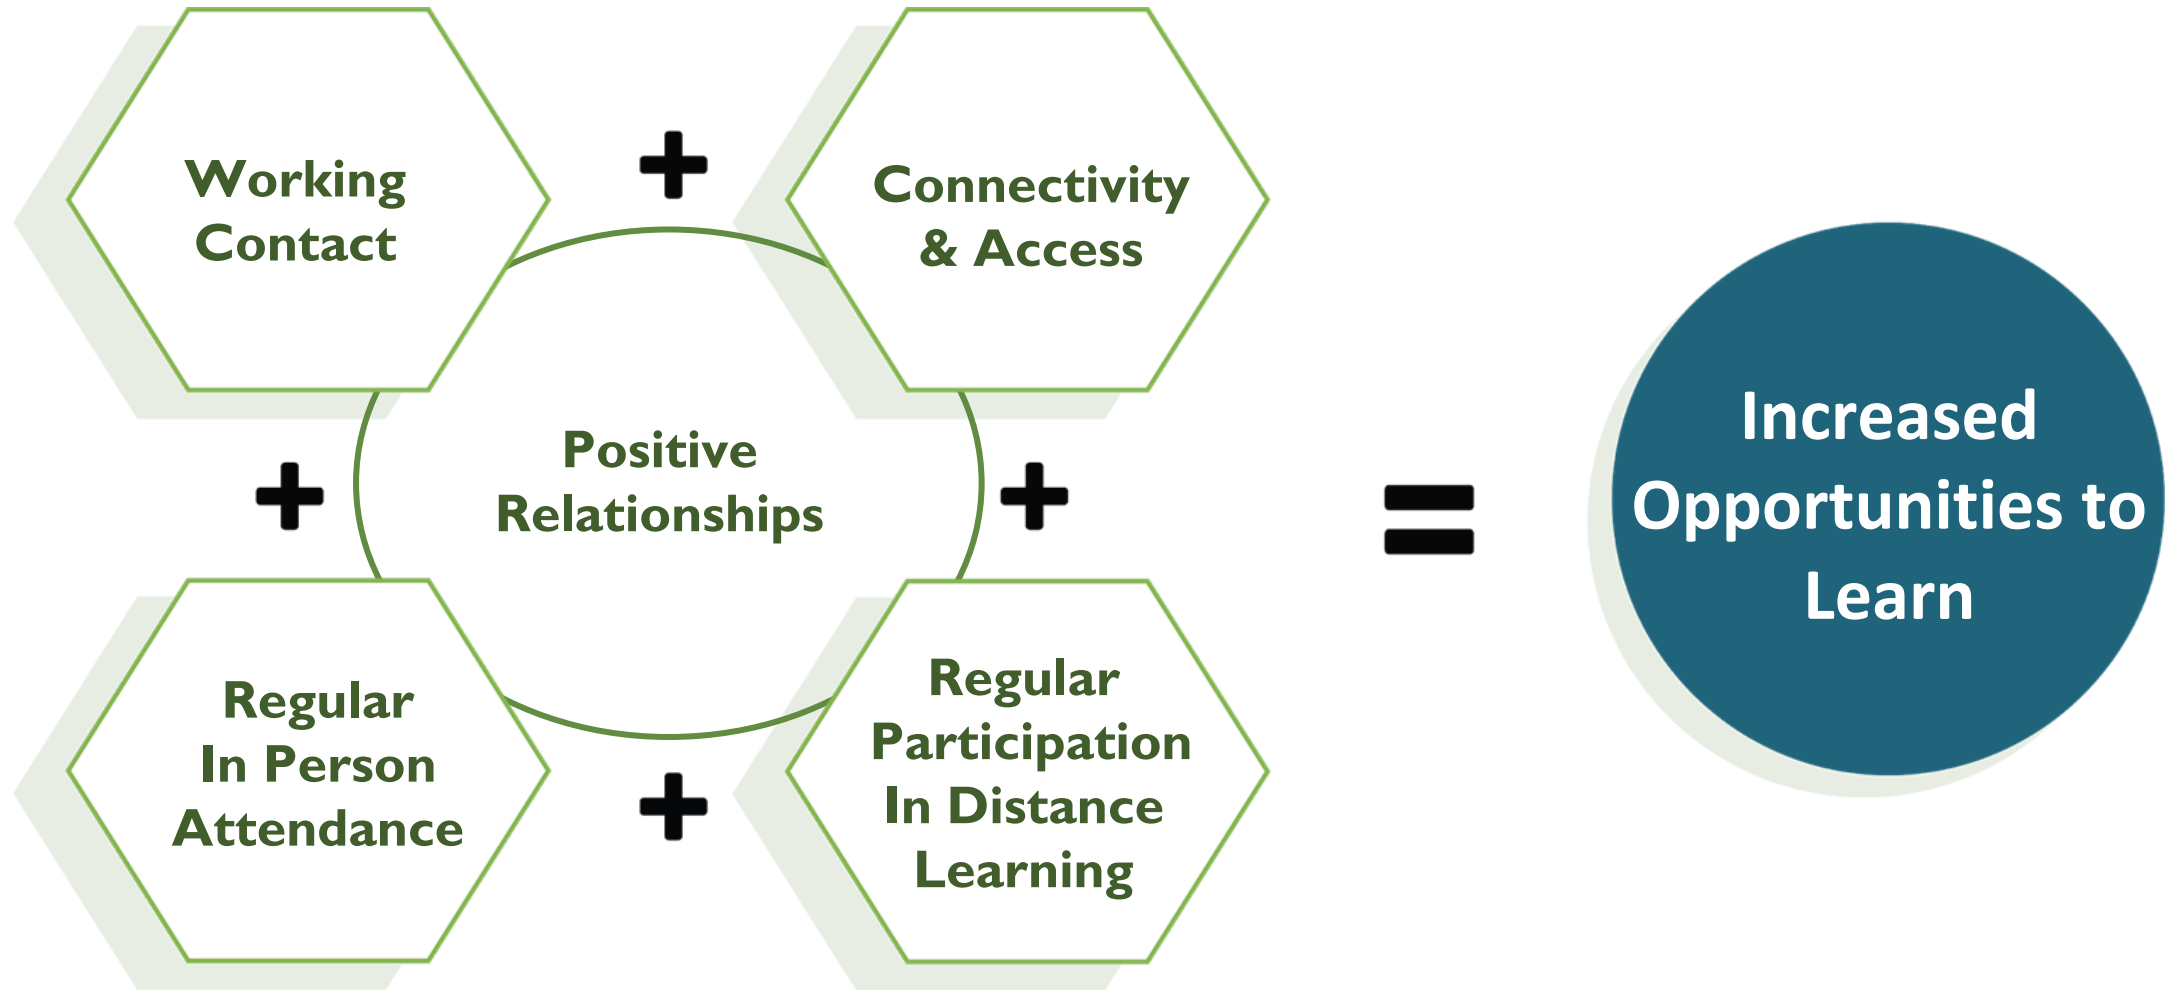 Working
Contact
+
Connectivity
& Access
Positive
Relationships
+
+
=
Increased
Opportunities to
Learn
Regular
In Person
Attendance
+
Regular
Participation
In Distance
Learning